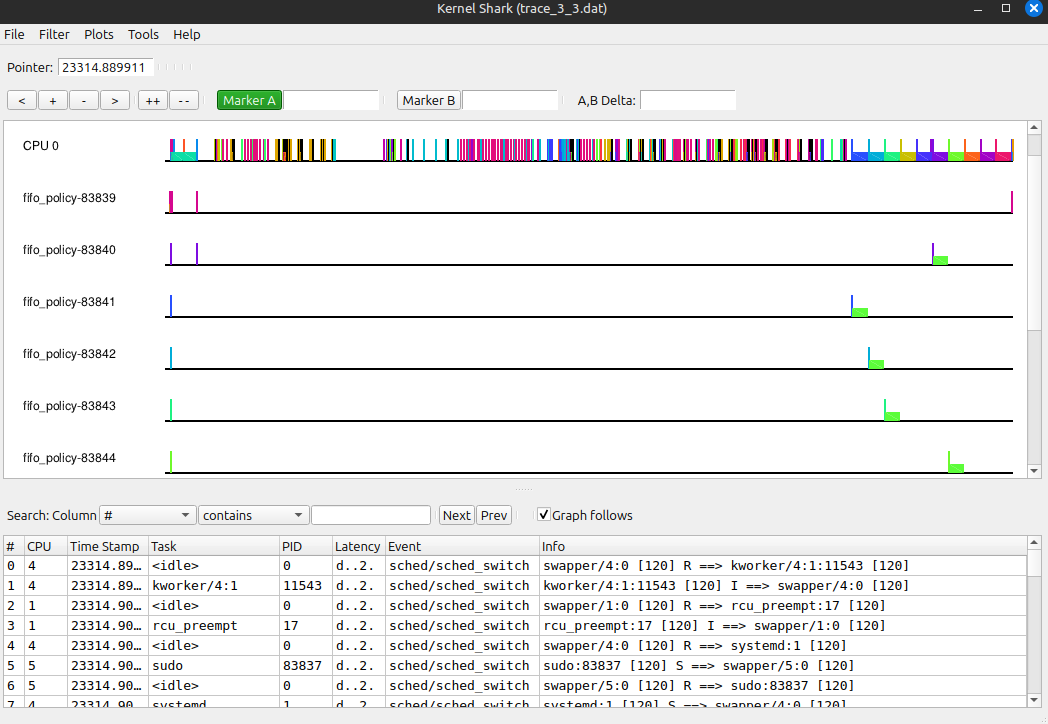 Kernel Shark (trace_3_3.dat)
File Filter Plots Tools Help
Pointer: 23314.889911
< + - > ++ -- Marker A Marker B A,B Delta:
CPU 0
fifo_policy-83839
fifo_policy-83840
fifo_policy-83841
fifo_policy-83842
fifo_policy-83843
fifo_policy-83844
Search: Column # contains Next Prev Graph follows
# CPU Time Stamp Task PID Latency Event Info
0 4 23314.89... <idle> 0 d..2. sched/sched_switch swapper/4:0 [120] R ==> kworker/4:1:11543 [120]
1 4 23314.89... kworker/4:1 11543 d..2. sched/sched_switch kworker/4:1:11543 [120] I ==> swapper/4:0 [120]
2 1 23314.90... <idle> 0 d..2. sched/sched_switch swapper/1:0 [120] R ==> rcu_preempt:17 [120]
3 1 23314.90... rcu_preempt 17 d..2. sched/sched_switch rcu_preempt:17 [120] I ==> swapper/1:0 [120]
4 4 23314.90... <idle> 0 d..2. sched/sched_switch swapper/4:0 [120] R ==> systemd:1 [120]
5 5 23314.90... sudo 83837 d..2. sched/sched_switch sudo:83837 [120] S ==> swapper/5:0 [120]
6 5 23314.90... <idle> 0 d..2. sched/sched_switch swapper/5:0 [120] R ==> sudo:83837 [120]
7 4 23314.90... systemd 1 d..2. sched/sched_switch systemd:1 [120] S ==> swapper/4:0 [120]